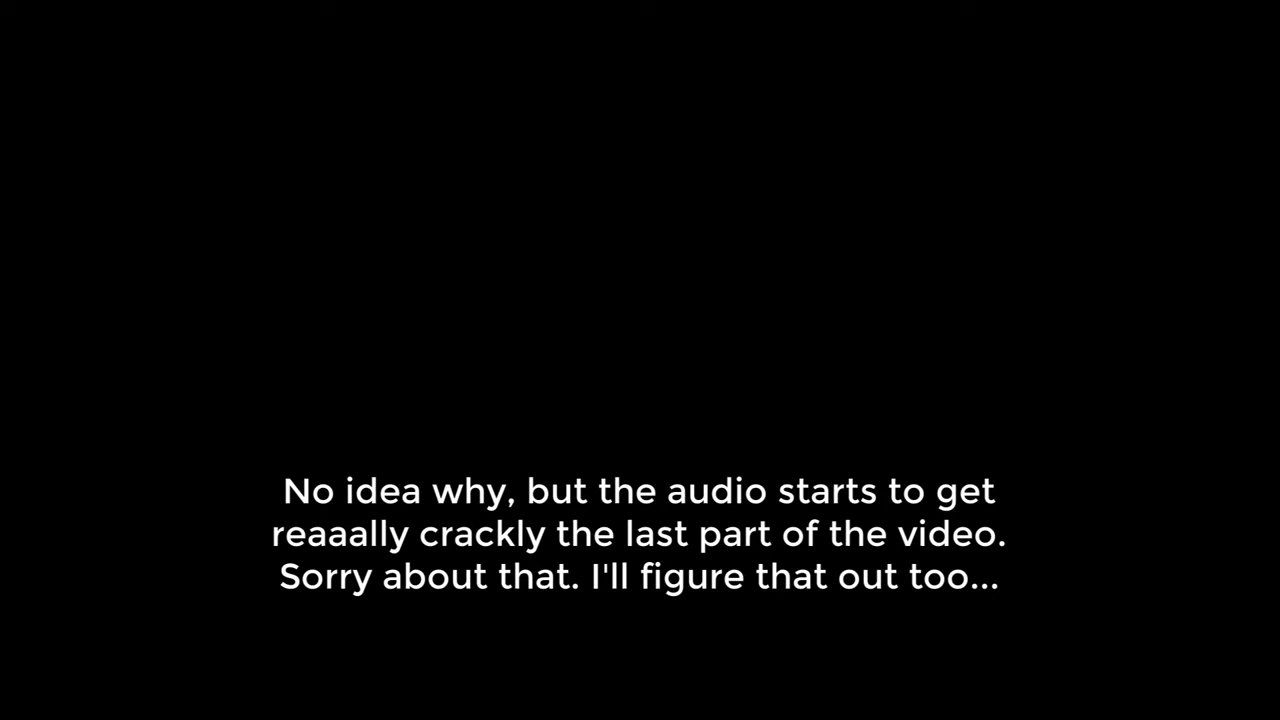 No idea why, but the audio starts to get
reaaally crackly the last part of the video.
Sorry about that. I'll figure that out too...